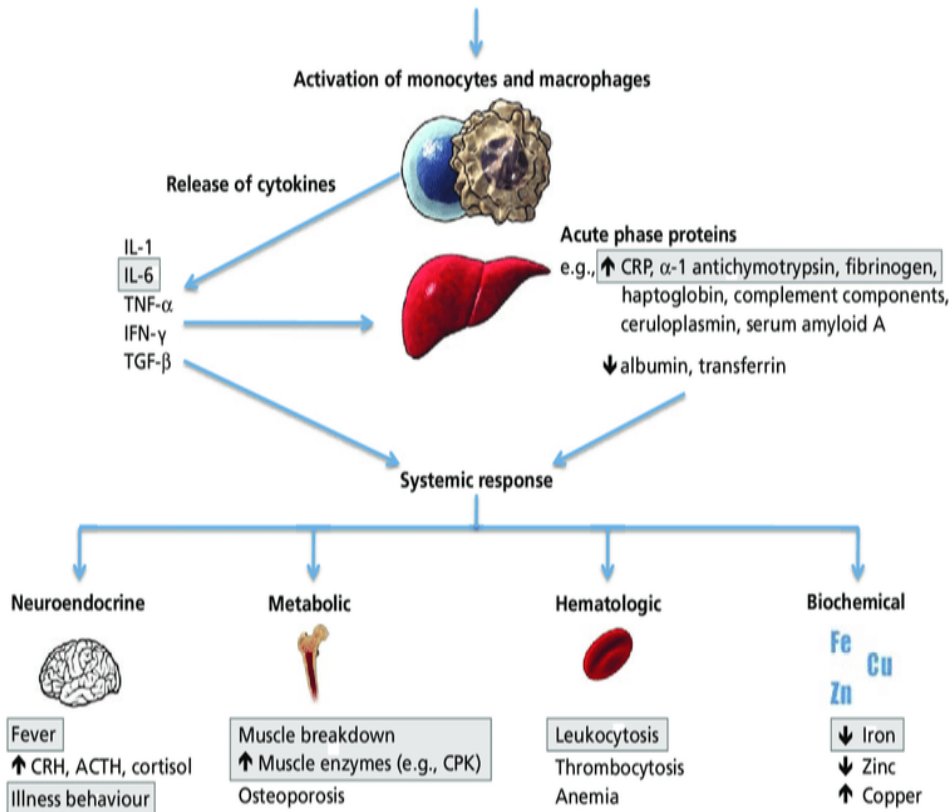 Activation of monocytes and macrophages
Release of cytokines
IL-1
IL-6
TNF-α
IFN-γ
TGF-β
Acute phase proteins
e.g., ↑ CRP, α-1 antichymotrypsin, fibrinogen,
haptoglobin, complement components,
ceruloplasmin, serum amyloid A
↓ albumin, transferrin
Systemic response
Neuroendocrine
Fever
↑ CRH, ACTH, cortisol
Illness behaviour
Metabolic
Muscle breakdown
↑ Muscle enzymes (e.g., CPK)
Osteoporosis
Hematologic
Leukocytosis
Thrombocytosis
Anemia
Biochemical
Fe
Cu
Zn
↓ Iron
↓ Zinc
↑ Copper